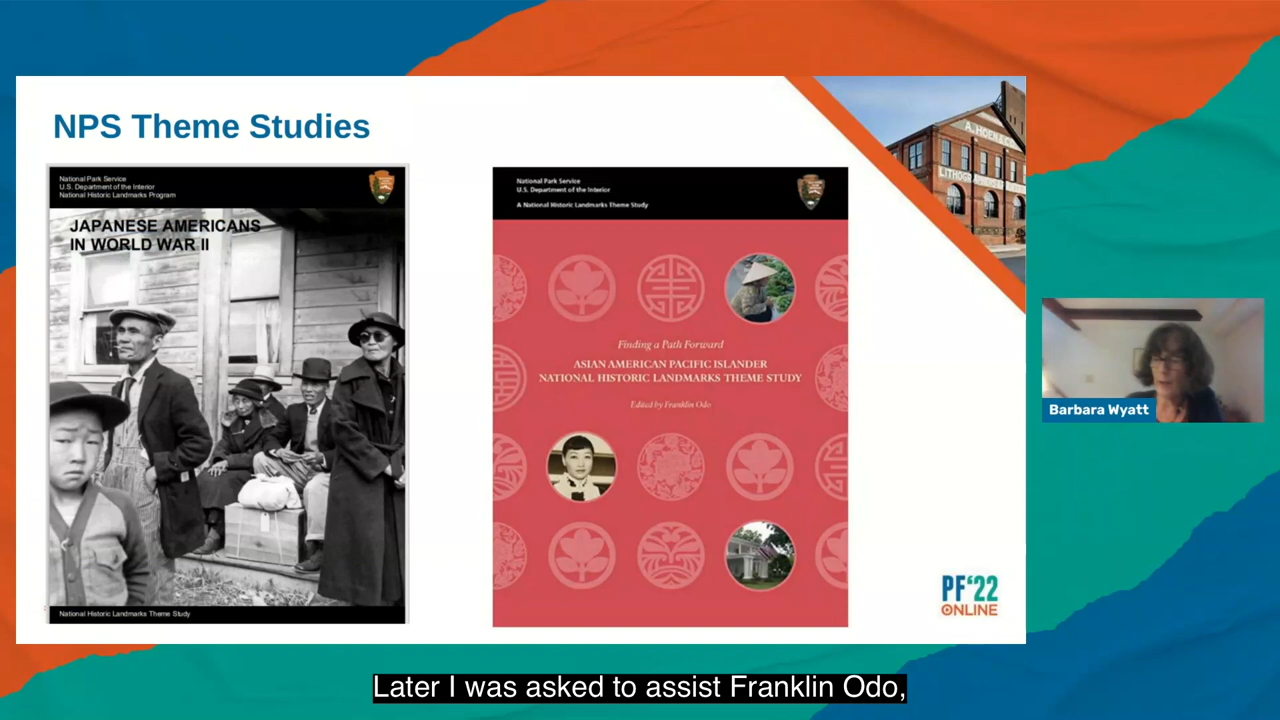 NPS Theme Studies
National Park Service
U.S. Department of the Interior
National Historic Landmarks Program
JAPANESE AMERICANS
IN WORLD WAR II
National Historic Landmarks Theme Study
National Park Service
U.S. Department of the Interior
A National Historic Landmarks Theme Study
Finding a Path Forward
ASIAN AMERICAN PACIFIC ISLANDER
NATIONAL HISTORIC LANDMARKS THEME STUDY
Edited by Franklin Odo
A. HOEN & CO.
Barbara Wyatt
PF'22
ONLINE
Later I was asked to assist Franklin Odo,